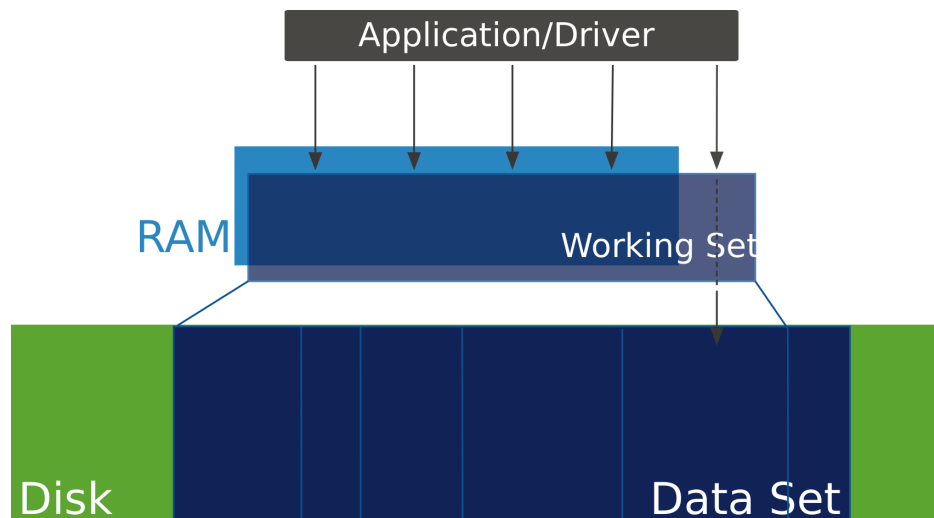 Application/Driver
RAM
Working Set
Disk
Data Set